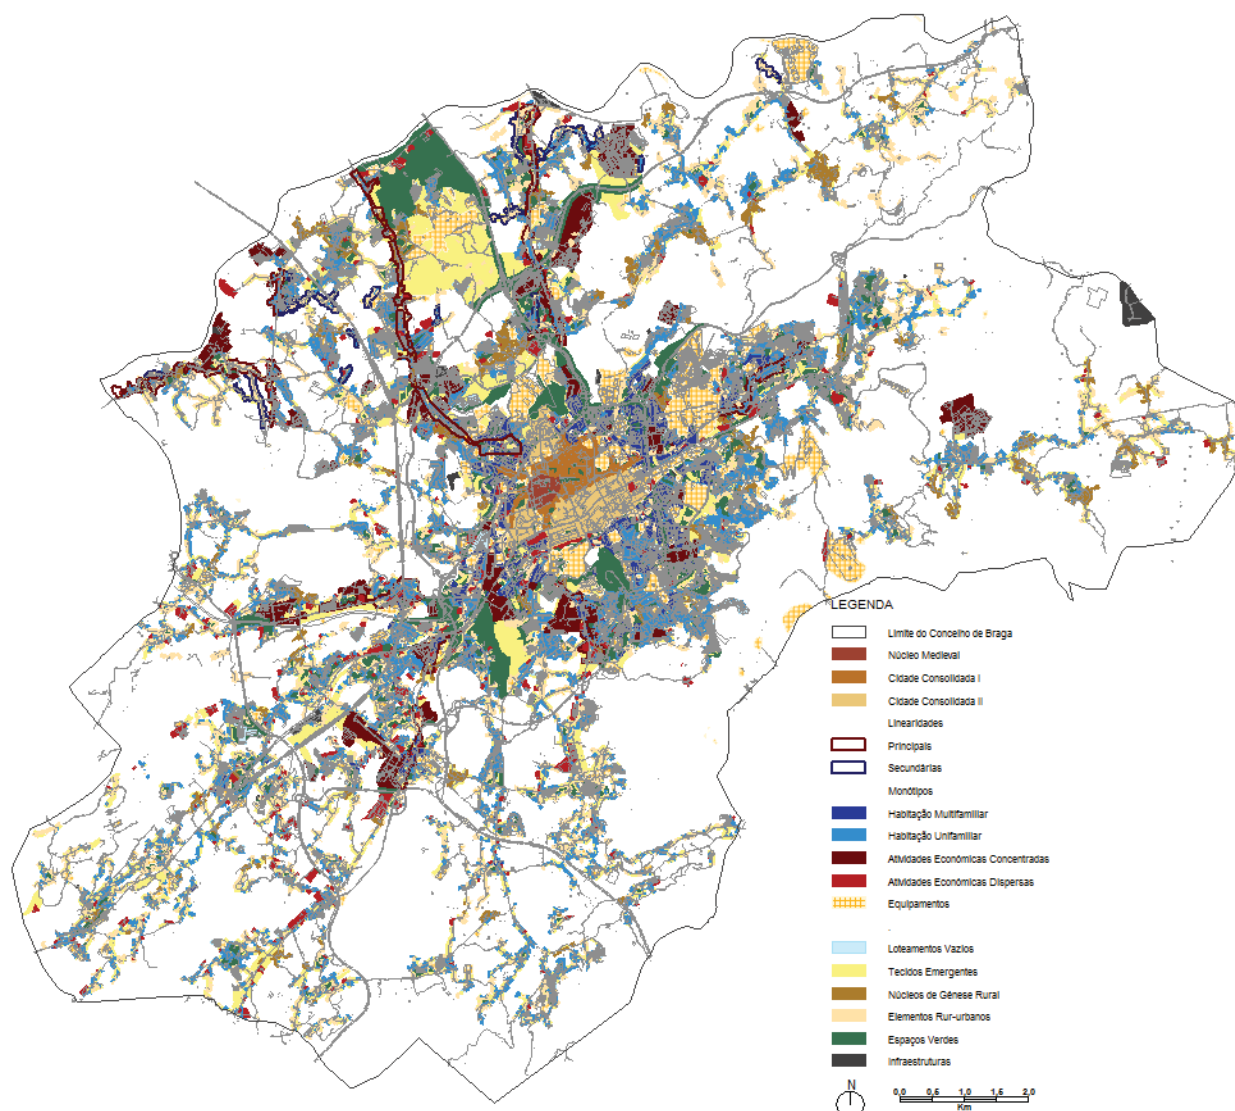 LEGENDA
Limite do Concelho de Braga
Núcleo Medieval
Cidade Consolidada I
Cidade Consolidada II
Linearidades
Principais
Secundárias
Monótipos
Habitação Multifamiliar
Habitação Unifamiliar
Atividades Económicas Concentradas
Atividades Económicas Dispersas
Equipamentos
Loteamentos Vazios
Tecidos Emergentes
Núcleos de Génese Rural
Elementos Rur-urbanos
Espaços Verdes
Infraestruturas
N
0,0 0,5 1,0 1,5 2,0
Km